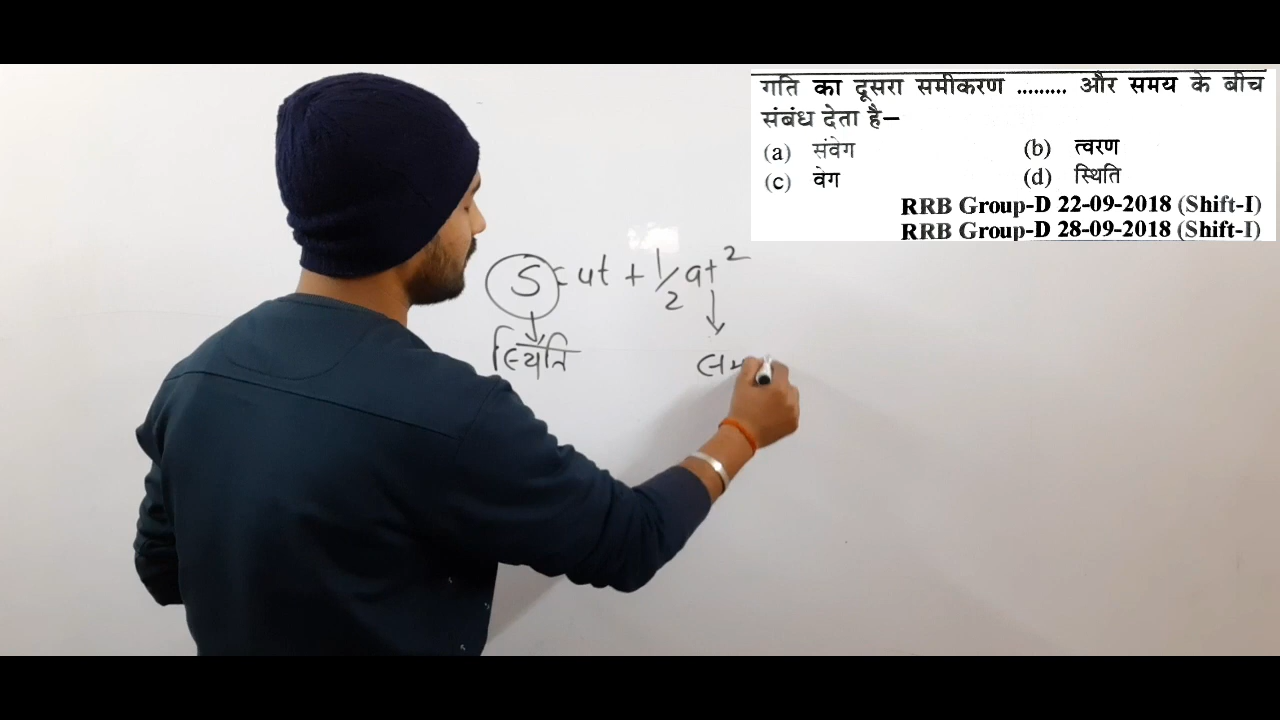 गति का दूसरा समीकरण ......... और समय के बीच
संबंध देता है–
(a) संवेग (b) त्वरण
(c) वेग (d) स्थिति
RRB Group-D 22-09-2018 (Shift-I)
RRB Group-D 28-09-2018 (Shift-I)
S = ut + 1/2 at²
स्थिति